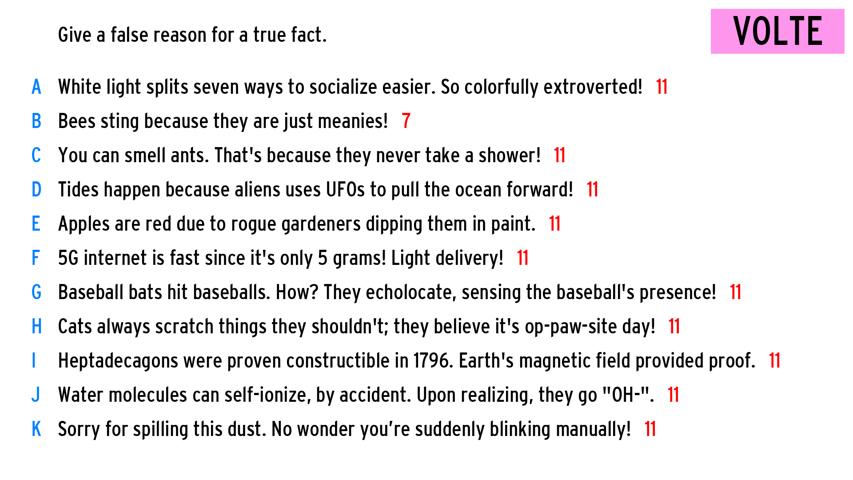 Give a false reason for a true fact.
VOLTE
A White light splits seven ways to socialize easier. So colorfully extroverted! 11
B Bees sting because they are just meanies! 7
C You can smell ants. That's because they never take a shower! 11
D Tides happen because aliens uses UFOs to pull the ocean forward! 11
E Apples are red due to rogue gardeners dipping them in paint. 11
F 5G internet is fast since it's only 5 grams! Light delivery! 11
G Baseball bats hit baseballs. How? They echolocate, sensing the baseball's presence! 11
H Cats always scratch things they shouldn't; they believe it's op-paw-site day! 11
I Heptadecagons were proven constructible in 1796. Earth's magnetic field provided proof. 11
J Water molecules can self-ionize, by accident. Upon realizing, they go "OH-". 11
K Sorry for spilling this dust. No wonder you’re suddenly blinking manually! 11